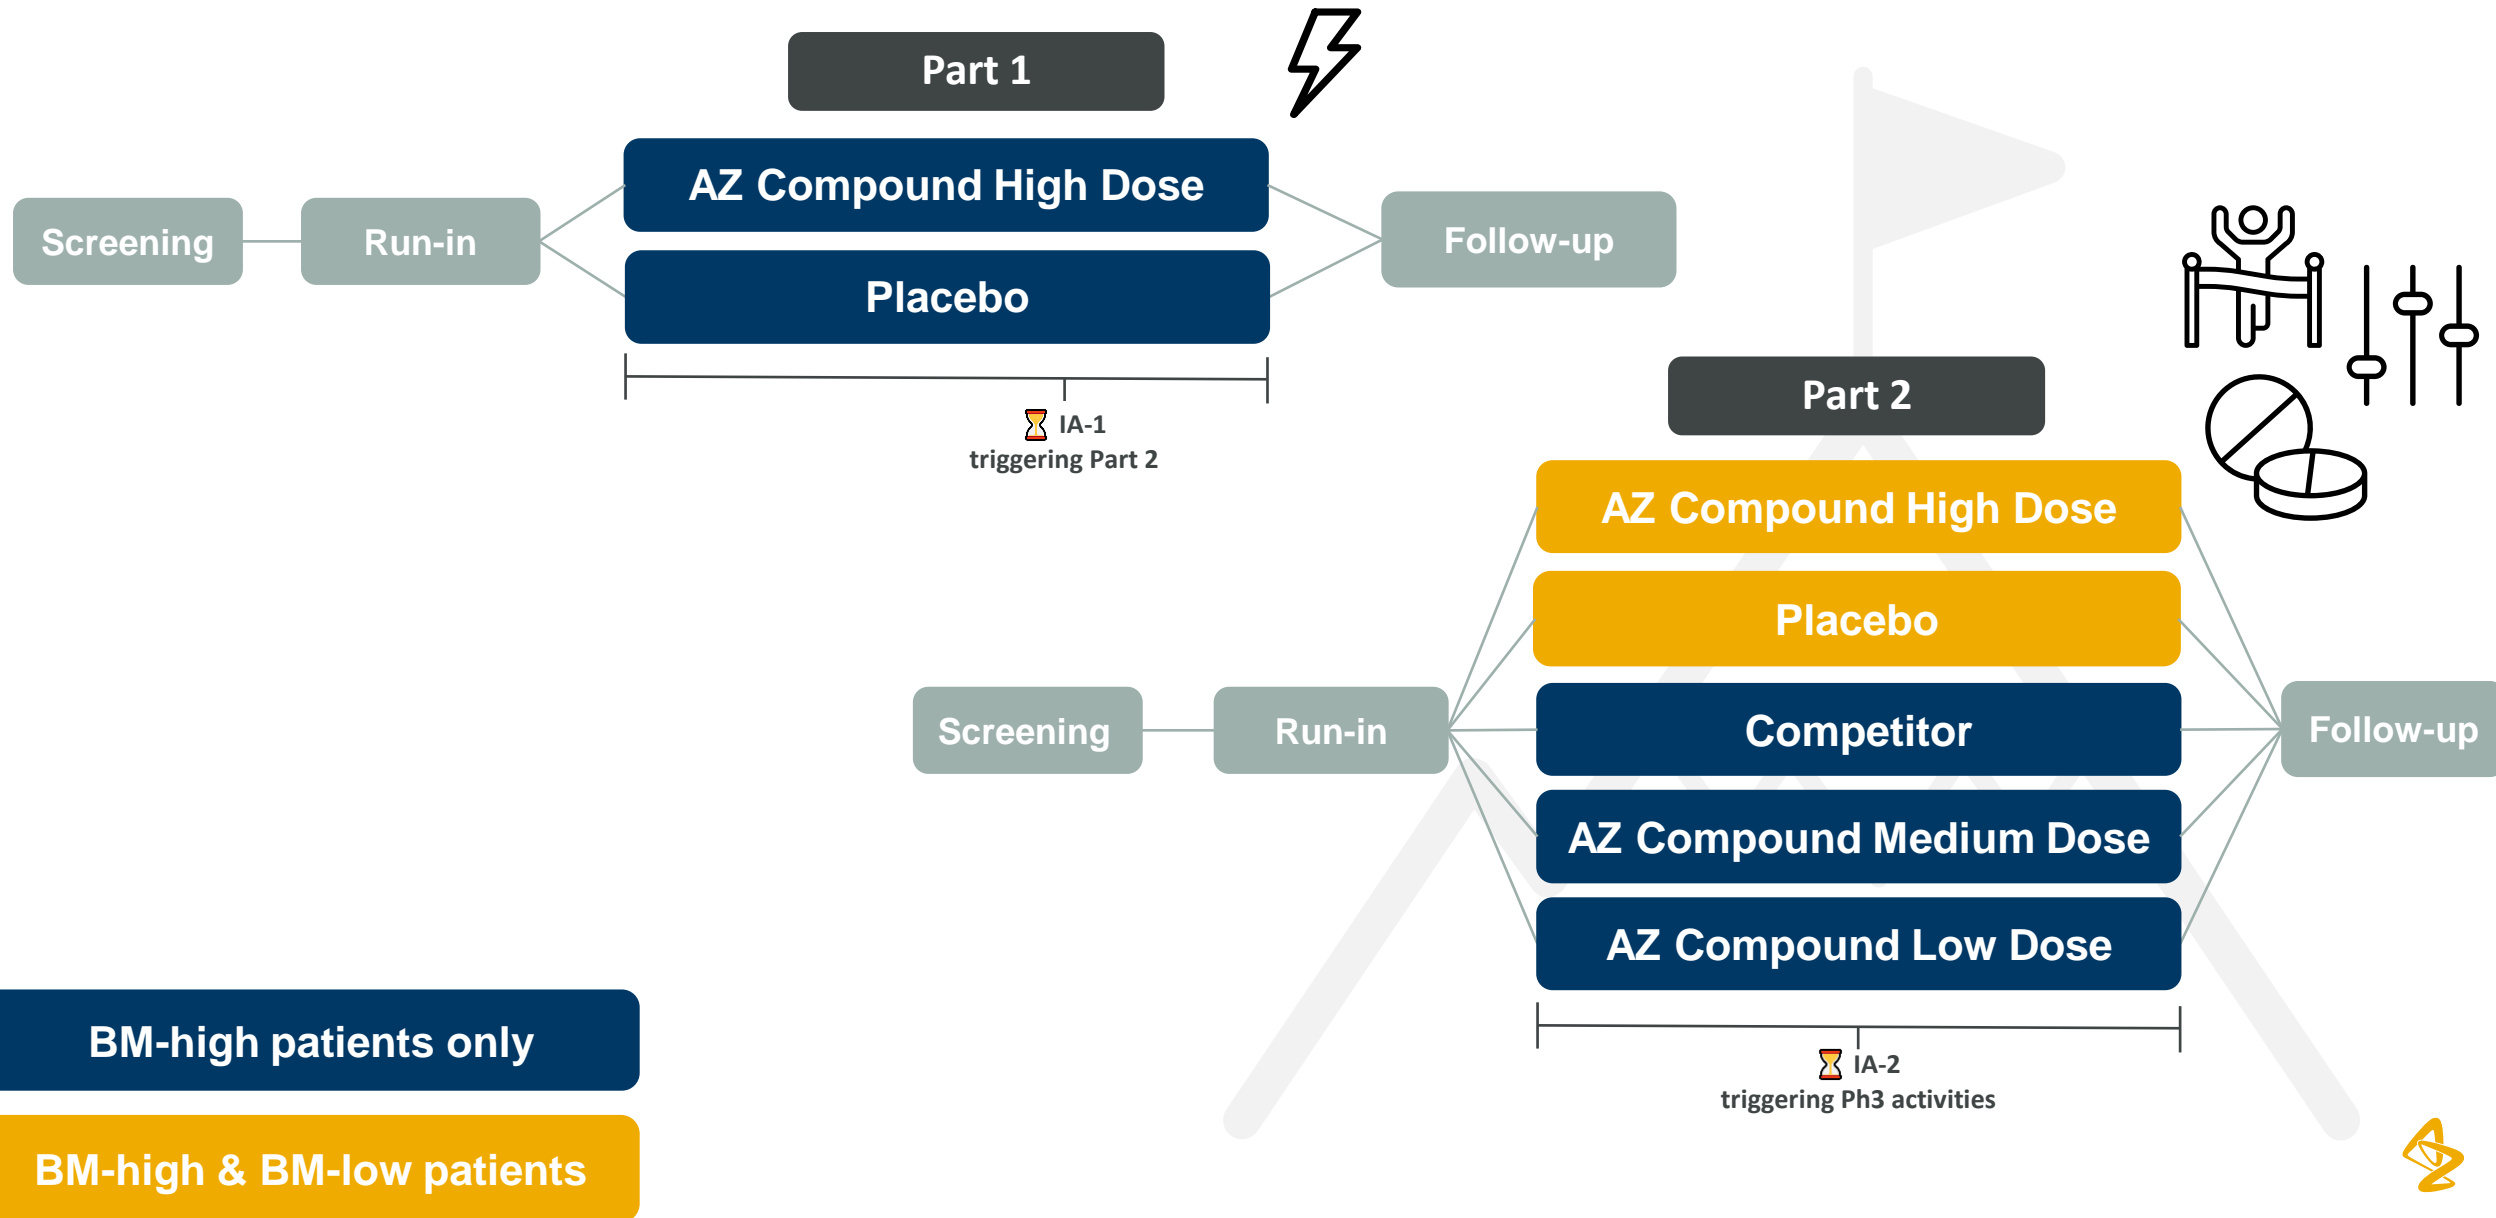 Part 1
AZ Compound High Dose
Screening
Run-in
Placebo
Follow-up
IA-1
triggering Part 2
Part 2
AZ Compound High Dose
Placebo
Screening
Run-in
Competitor
Follow-up
AZ Compound Medium Dose
AZ Compound Low Dose
IA-2
triggering Ph3 activities
BM-high patients only
BM-high & BM-low patients